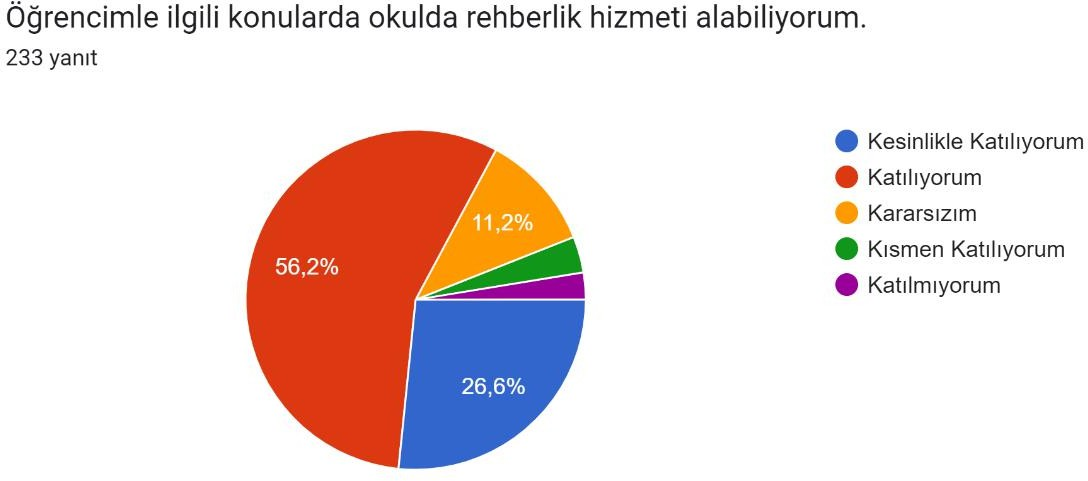 Öğrencimle ilgili konularda okulda rehberlik hizmeti alabiliyorum.
233 yanıt
Kesinlikle Katılıyorum
Katılıyorum
Kararsızım
Kısmen Katılıyorum
Katılmıyorum
11,2%
56,2%
26,6%